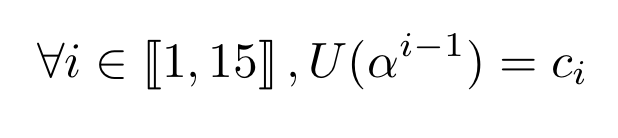 ∀i ∈ ⟦1, 15⟧ , U(α^{i−1}) = c_i